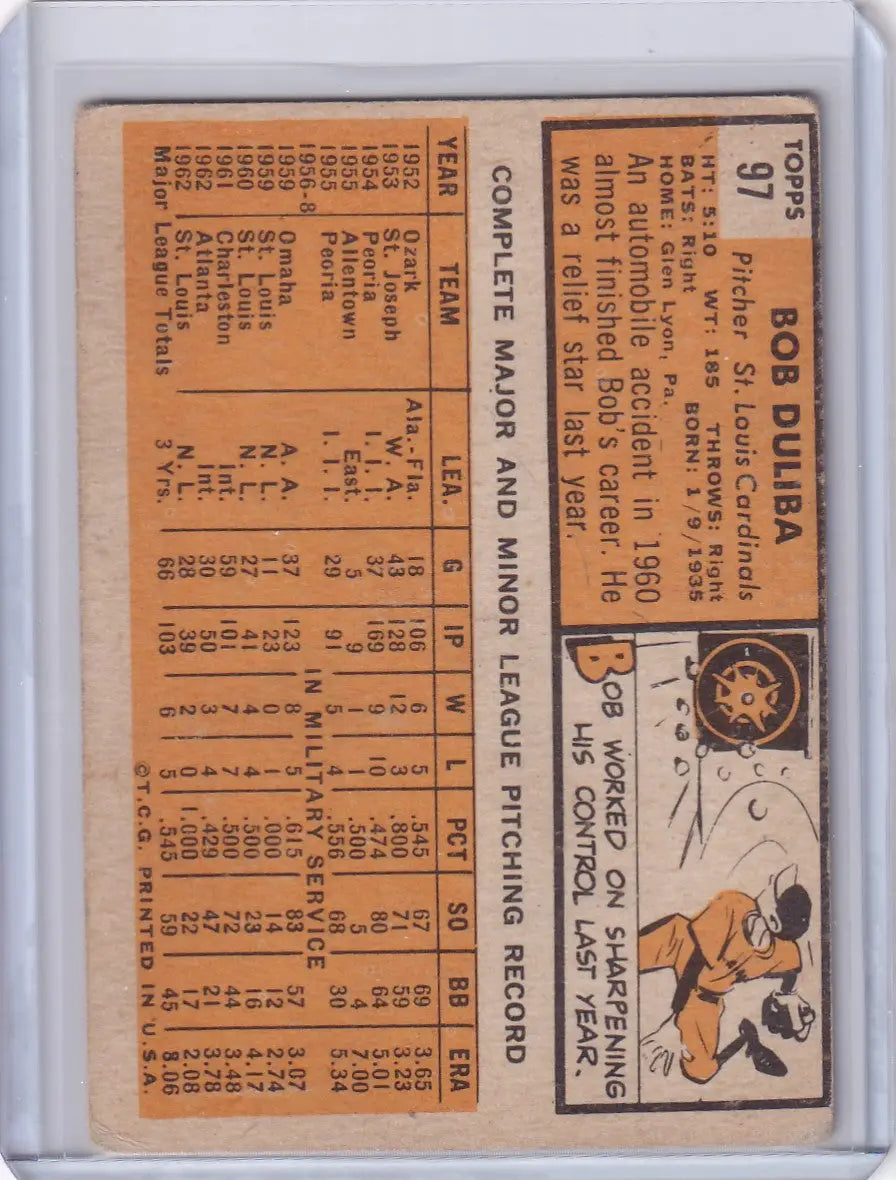 TOPPS
97
BOB DULIBA
Pitcher St. Louis Cardinals
HT: 5:10 WT: 185 THROWS: Right
BATS: Right BORN: 1/9/1935
HOME: Glen Lyon, Pa.
An automobile accident in 1960
almost finished Bob's career. He
was a relief star last year.
BOB WORKED ON SHARPENING
HIS CONTROL LAST YEAR.
COMPLETE MAJOR AND MINOR LEAGUE PITCHING RECORD
YEAR TEAM LEA. G IP W L PCT SO BB ERA
1952 Ozark Ala.-Fla. 18 106 6 5 .545 67 69 3.65
1953 St. Joseph W. A. 43 128 12 3 .800 71 59 3.23
1954 Peoria I. I. I. 37 169 9 10 .474 80 64 5.01
1955 Allentown East. 5 9 1 1 .500 5 4 7.00
1955 Peoria I. I. I. 29 91 5 4 .556 68 30 5.34
1956-8 IN MILITARY SERVICE
1959 Omaha A. A. 37 123 8 5 .615 83 57 3.07
1959 St. Louis N. L. 11 23 0 1 .000 14 12 2.74
1960 St. Louis N. L. 27 41 4 4 .500 23 16 4.17
1961 Charleston Int. 59 101 7 7 .500 72 44 3.48
1962 Atlanta Int. 30 50 3 4 .429 47 21 3.78
1962 St. Louis N. L. 28 39 2 0 1.000 22 17 2.08
Major League Totals 3 Yrs. 66 103 6 5 .545 59 45 8.06
©T.C.G. PRINTED IN U.S.A.